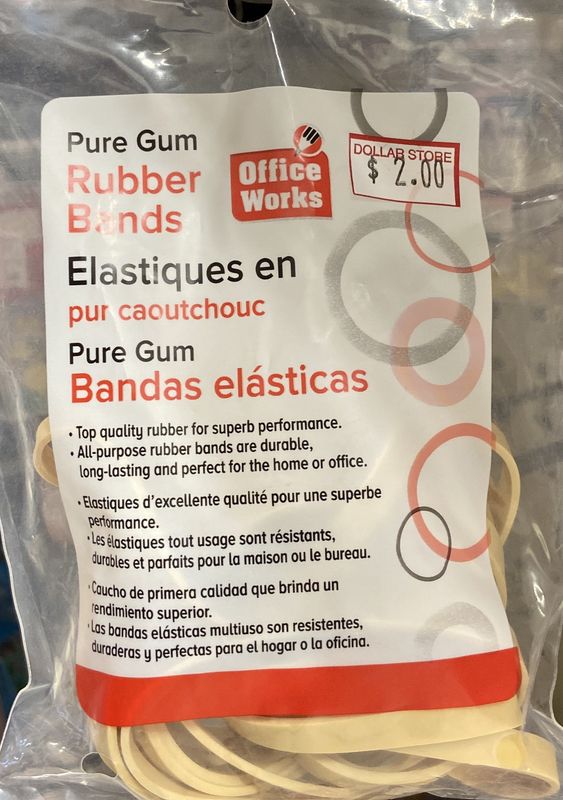 Pure Gum
Rubber
Bands
Office
Works
DOLLAR STORE
$ 2.00
Elastiques en
pur caoutchouc
Pure Gum
Bandas elásticas
• Top quality rubber for superb performance.
• All-purpose rubber bands are durable,
long-lasting and perfect for the home or office.
• Elastiques d'excellente qualité pour une superbe
performance.
• Les élastiques tout usage sont résistants,
durables et parfaits pour la maison ou le bureau.
• Caucho de primera calidad que brinda un
rendimiento superior.
• Las bandas elásticas multiuso son resistentes,
duraderas y perfectas para el hogar o la oficina.